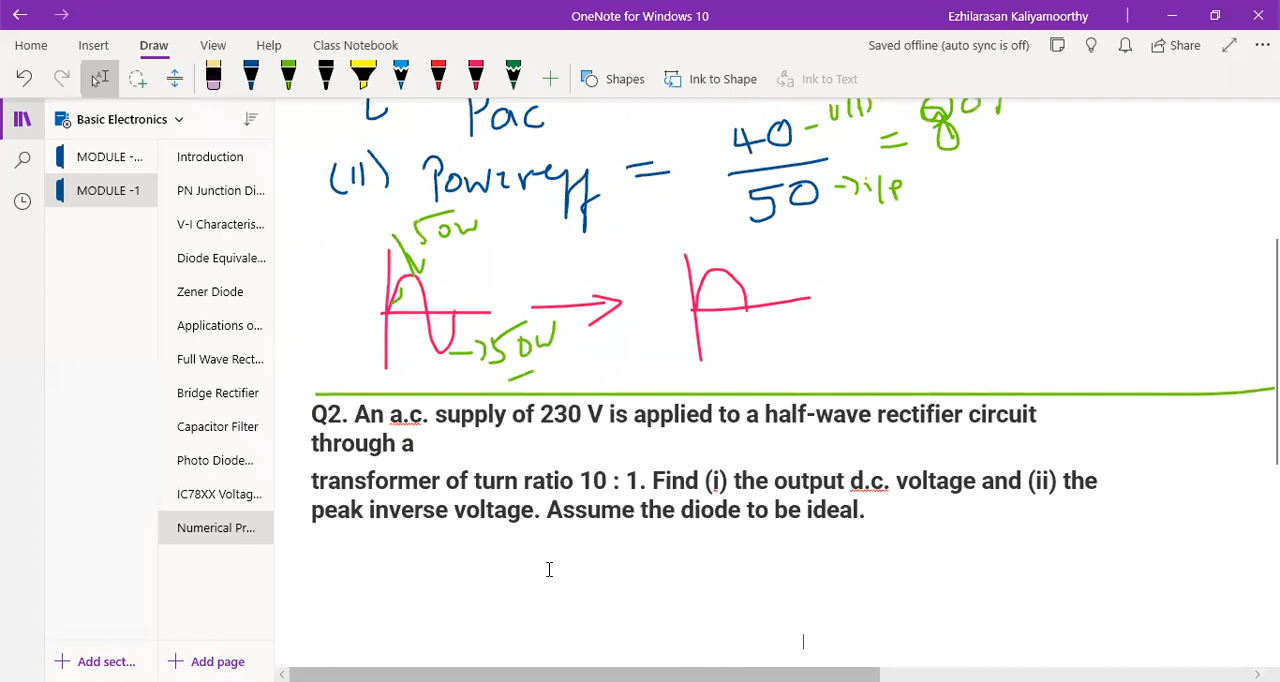 OneNote for Windows 10
Ezhilarasan Kaliyamoorthy
Home Insert Draw View Help Class Notebook
Saved offline (auto sync is off) Share
Shapes Ink to Shape Ink to Text
Basic Electronics
MODULE -...
MODULE -1
Introduction
PN Junction Di...
V-I Characteris...
Diode Equivale...
Zener Diode
Applications o...
Full Wave Rect...
Bridge Rectifier
Capacitor Filter
Photo Diode...
IC78XX Voltag...
Numerical Pr...
Add sect...
Add page
Pac
(ii) Power eff = 40
50 → i/p
50W
→ 50W
Q2. An a.c. supply of 230 V is applied to a half-wave rectifier circuit
through a
transformer of turn ratio 10 : 1. Find (i) the output d.c. voltage and (ii) the
peak inverse voltage. Assume the diode to be ideal.